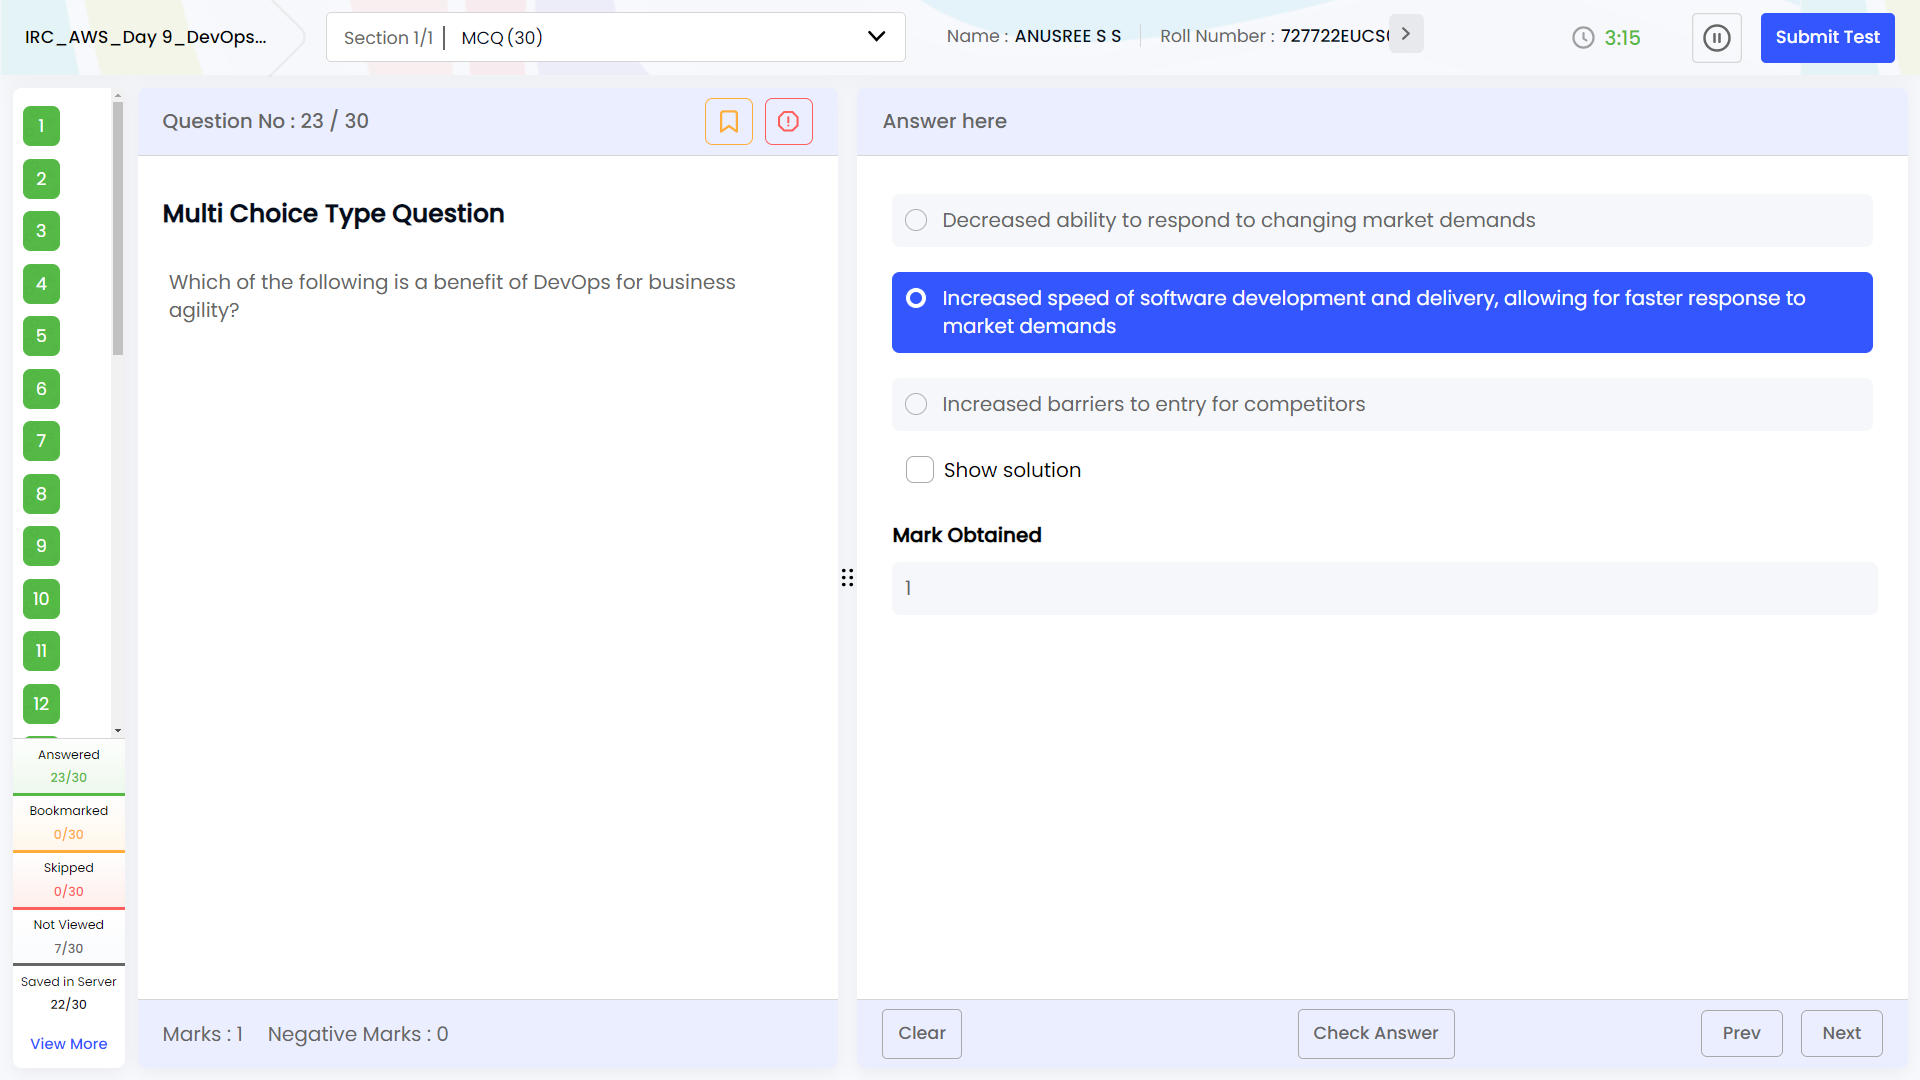 IRC_AWS_Day 9_DevOps...
Section 1/1 | MCQ (30)
Name : ANUSREE S S
Roll Number : 727722EUCS
3:15
Submit Test
1
2
3
4
5
6
7
8
9
10
11
12
Answered
23/30
Bookmarked
0/30
Skipped
0/30
Not Viewed
7/30
Saved in Server
22/30
View More
Question No : 23 / 30
Multi Choice Type Question
Which of the following is a benefit of DevOps for business
agility?
Marks : 1 Negative Marks : 0
Answer here
Decreased ability to respond to changing market demands
Increased speed of software development and delivery, allowing for faster response to
market demands
Increased barriers to entry for competitors
Show solution
Mark Obtained
1
Clear
Check Answer
Prev
Next